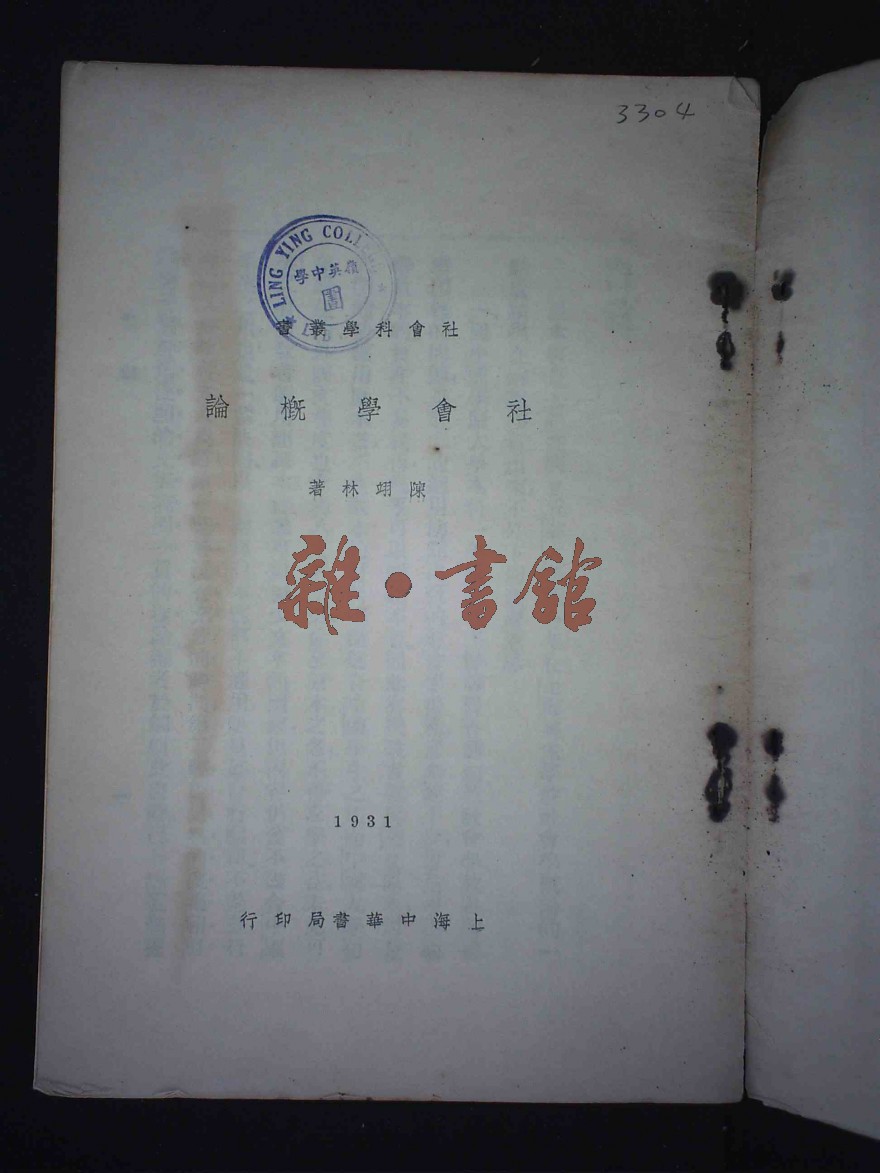 3304
LING YING COLL
嶺英中學
圖
社會科學叢書
社會學概論
陳翊林著
雜·書館
1931
上海中華書局印行